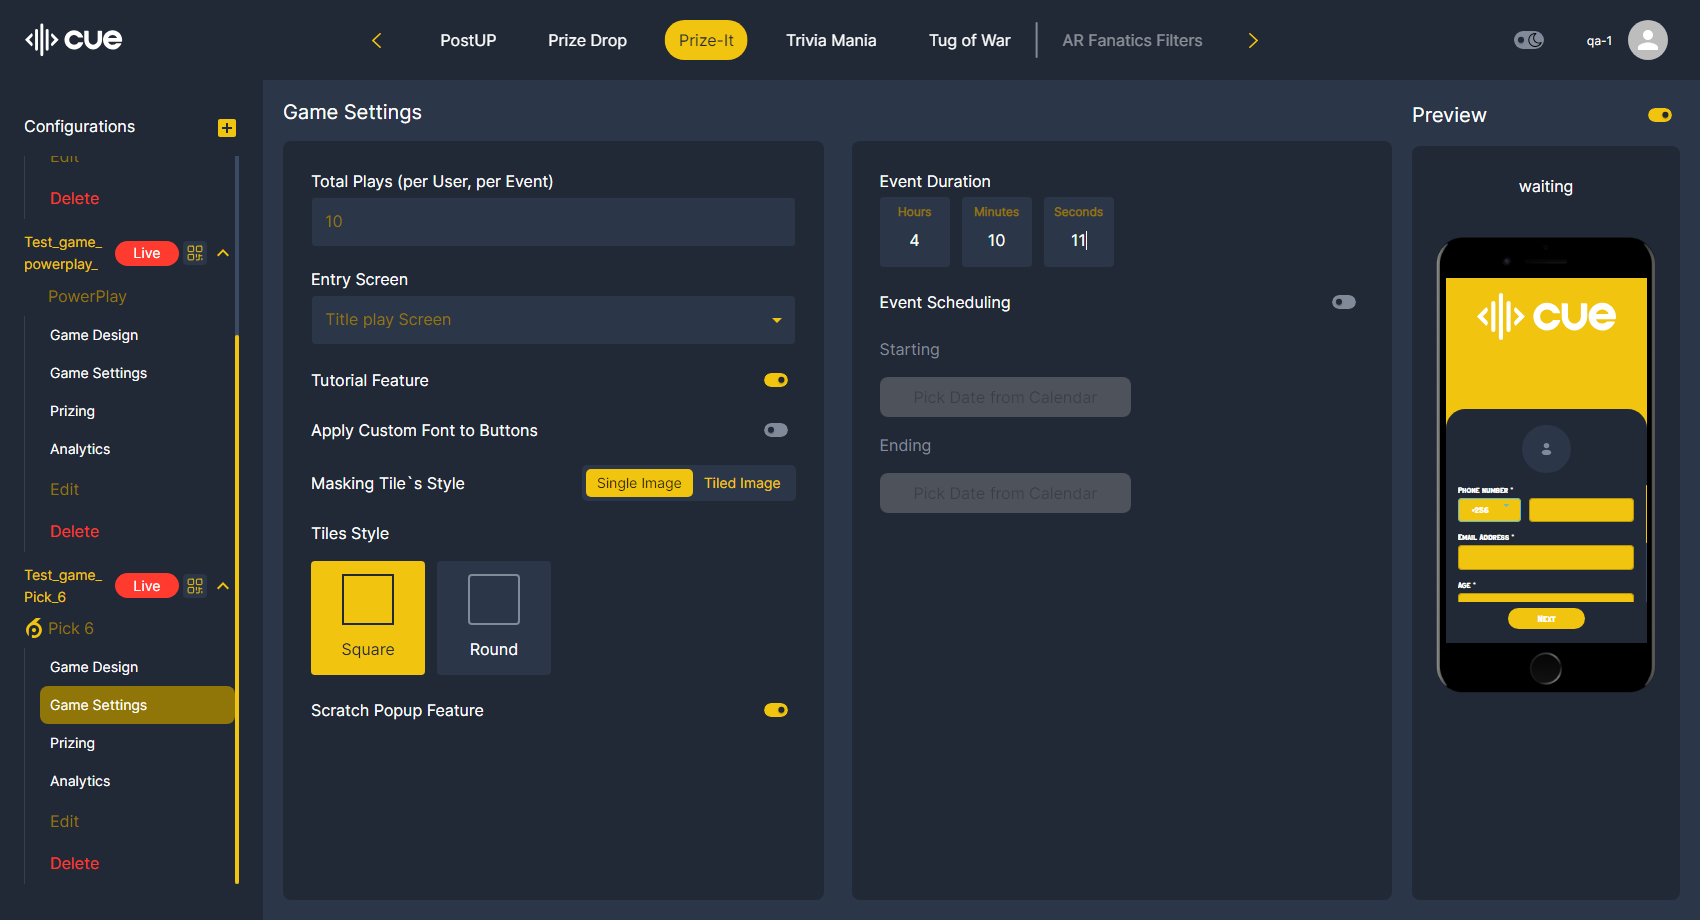 cue
PostUP
Prize Drop
Prize-It
Trivia Mania
Tug of War
AR Fanatics Filters
qa-1
Configurations
Edit
Delete
Test_game_
powerplay_
Live
PowerPlay
Game Design
Game Settings
Prizing
Analytics
Edit
Delete
Test_game_
Pick_6
Live
Pick 6
Game Design
Game Settings
Prizing
Analytics
Edit
Delete
Game Settings
Total Plays (per User, per Event)
10
Entry Screen
Title play Screen
Tutorial Feature
Apply Custom Font to Buttons
Masking Tile`s Style
Single Image
Tiled Image
Tiles Style
Square
Round
Scratch Popup Feature
Event Duration
Hours
Minutes
Seconds
4
10
11
Event Scheduling
Starting
Pick Date from Calendar
Ending
Pick Date from Calendar
Preview
waiting
cue
Phone number *
+256
Email Address *
Age *
Next